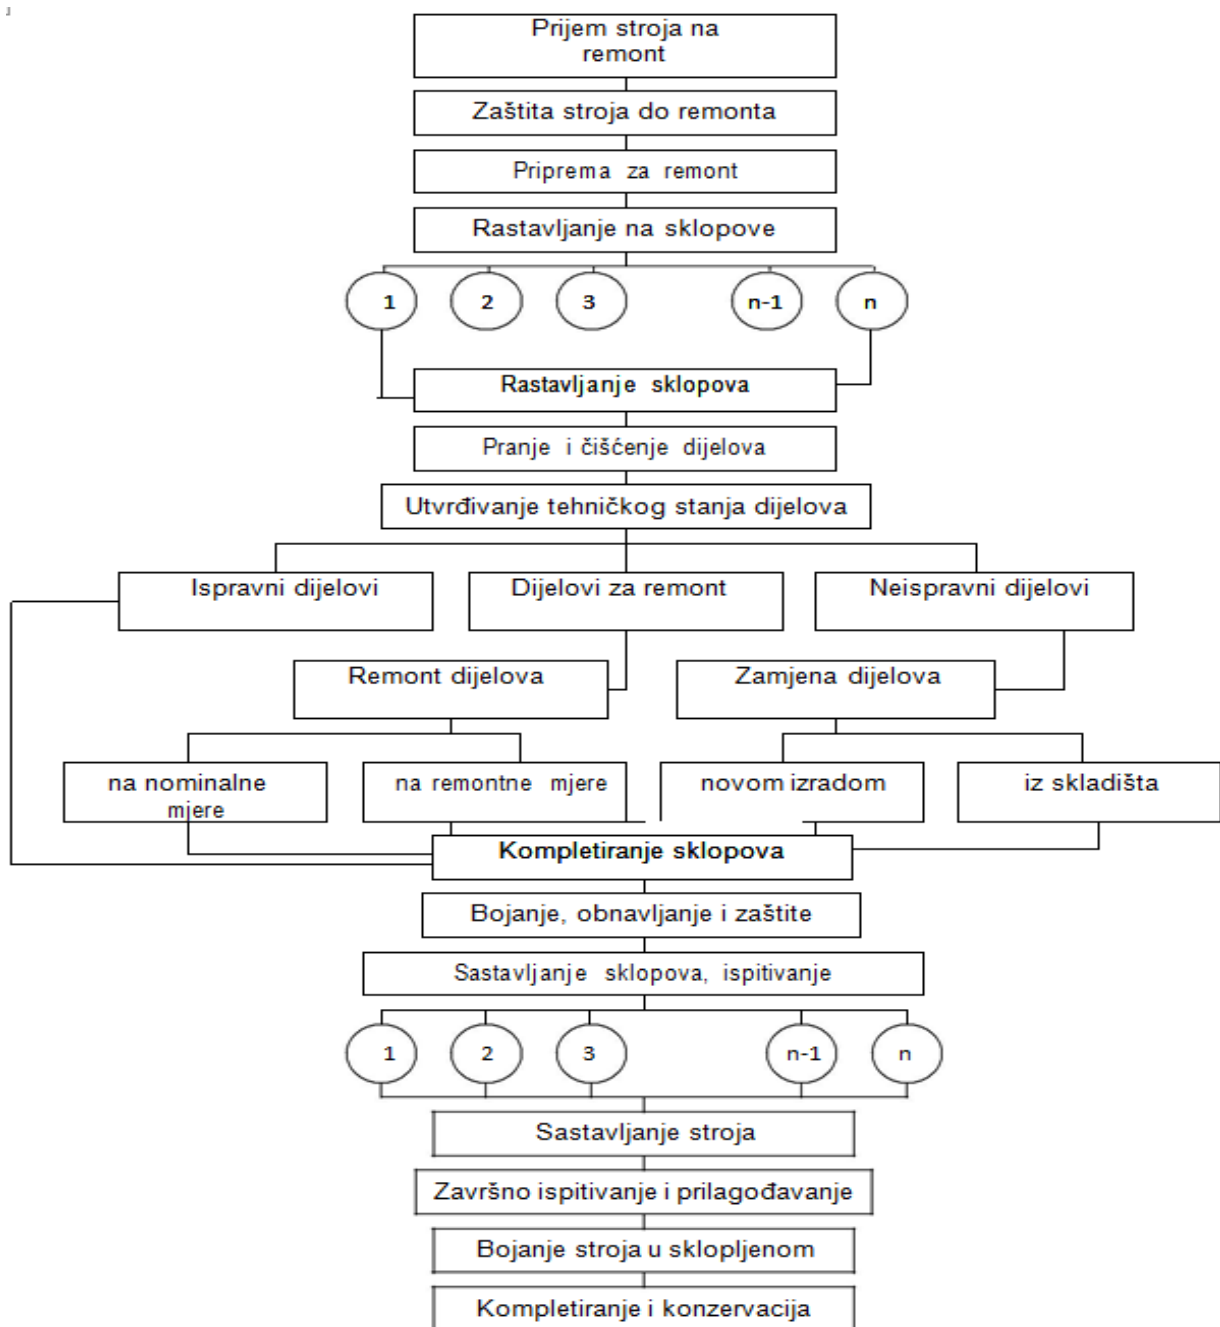 Prijem stroja na
remont
Zaštita stroja do remonta
Priprema za remont
Rastavljanje na sklopove
1 2 3 n-1 n
Rastavljanje sklopova
Pranje i čišćenje dijelova
Utvrđivanje tehničkog stanja dijelova
Ispravni dijelovi Dijelovi za remont Neispravni dijelovi
Remont dijelova Zamjena dijelova
na nominalne
mjere
na remontne mjere
novom izradom
iz skladišta
Kompletiranje sklopova
Bojanje, obnavljanje i zaštite
Sastavljanje sklopova, ispitivanje
1 2 3 n-1 n
Sastavljanje stroja
Završno ispitivanje i prilagođavanje
Bojanje stroja u sklopljenom
Kompletiranje i konzervacija